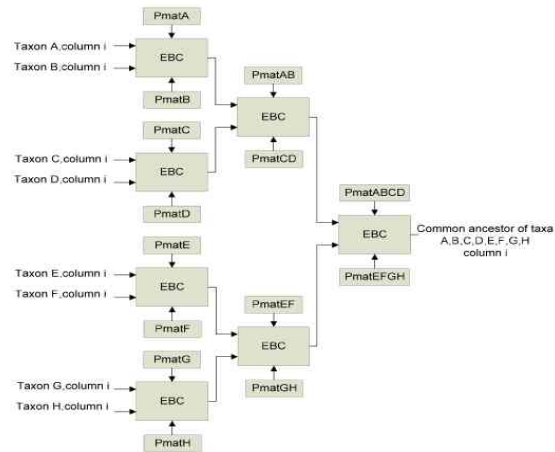 PmatA
Taxon A,column i
Taxon B,column i
EBC
PmatB
PmatC
Taxon C,column i
Taxon D,column i
EBC
PmatD
PmatAB
EBC
PmatCD
PmatE
Taxon E,column i
Taxon F,column i
EBC
PmatF
PmatG
Taxon G,column i
Taxon H,column i
EBC
PmatH
PmatEF
EBC
PmatGH
PmatABCD
EBC
PmatEFGH
Common ancestor of taxa
A,B,C,D,E,F,G,H
column i